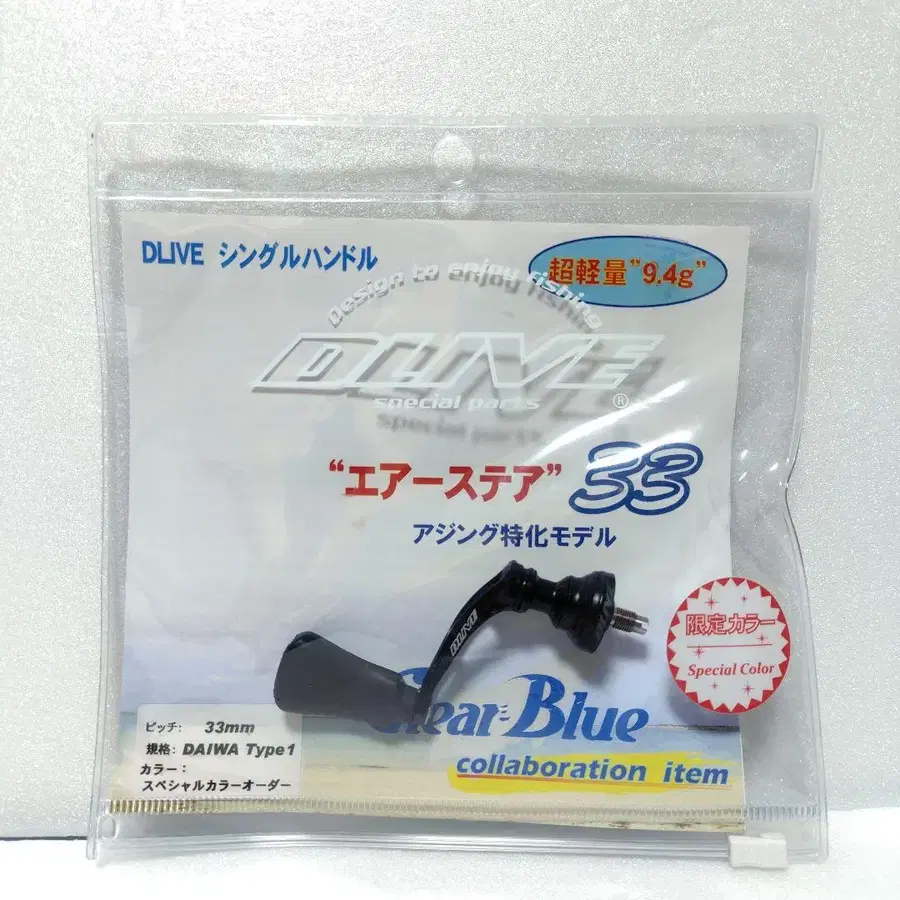 DLIVE シングルハンドル
超軽量"9.4g"
Design to enjoy fishing
DLIVE
special parts ®
“エアーステア” 33
アジング特化モデル
DLIVE
限定カラー
Special Color
Clear Blue
collaboration item
ピッチ: 33mm
規格: DAIWA Type1
カラー:
スペシャルカラーオーダー